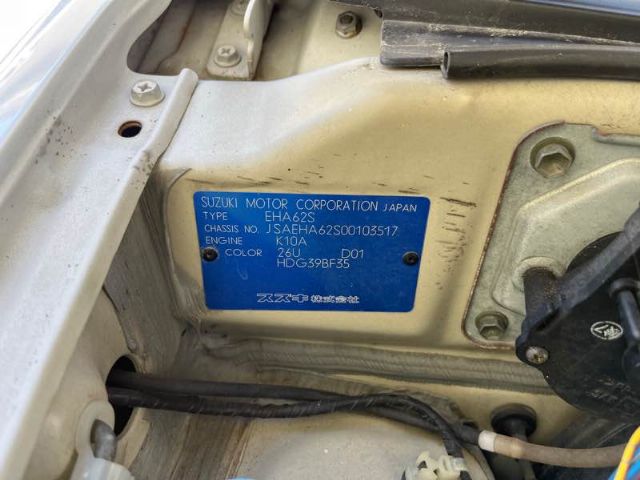 SUZUKI MOTOR CORPORATION JAPAN
TYPE EHA62S
CHASSIS NO. JSAEHA62S00103517
ENGINE K10A
COLOR 26U D01
HDG39BF35
スズキ株式会社